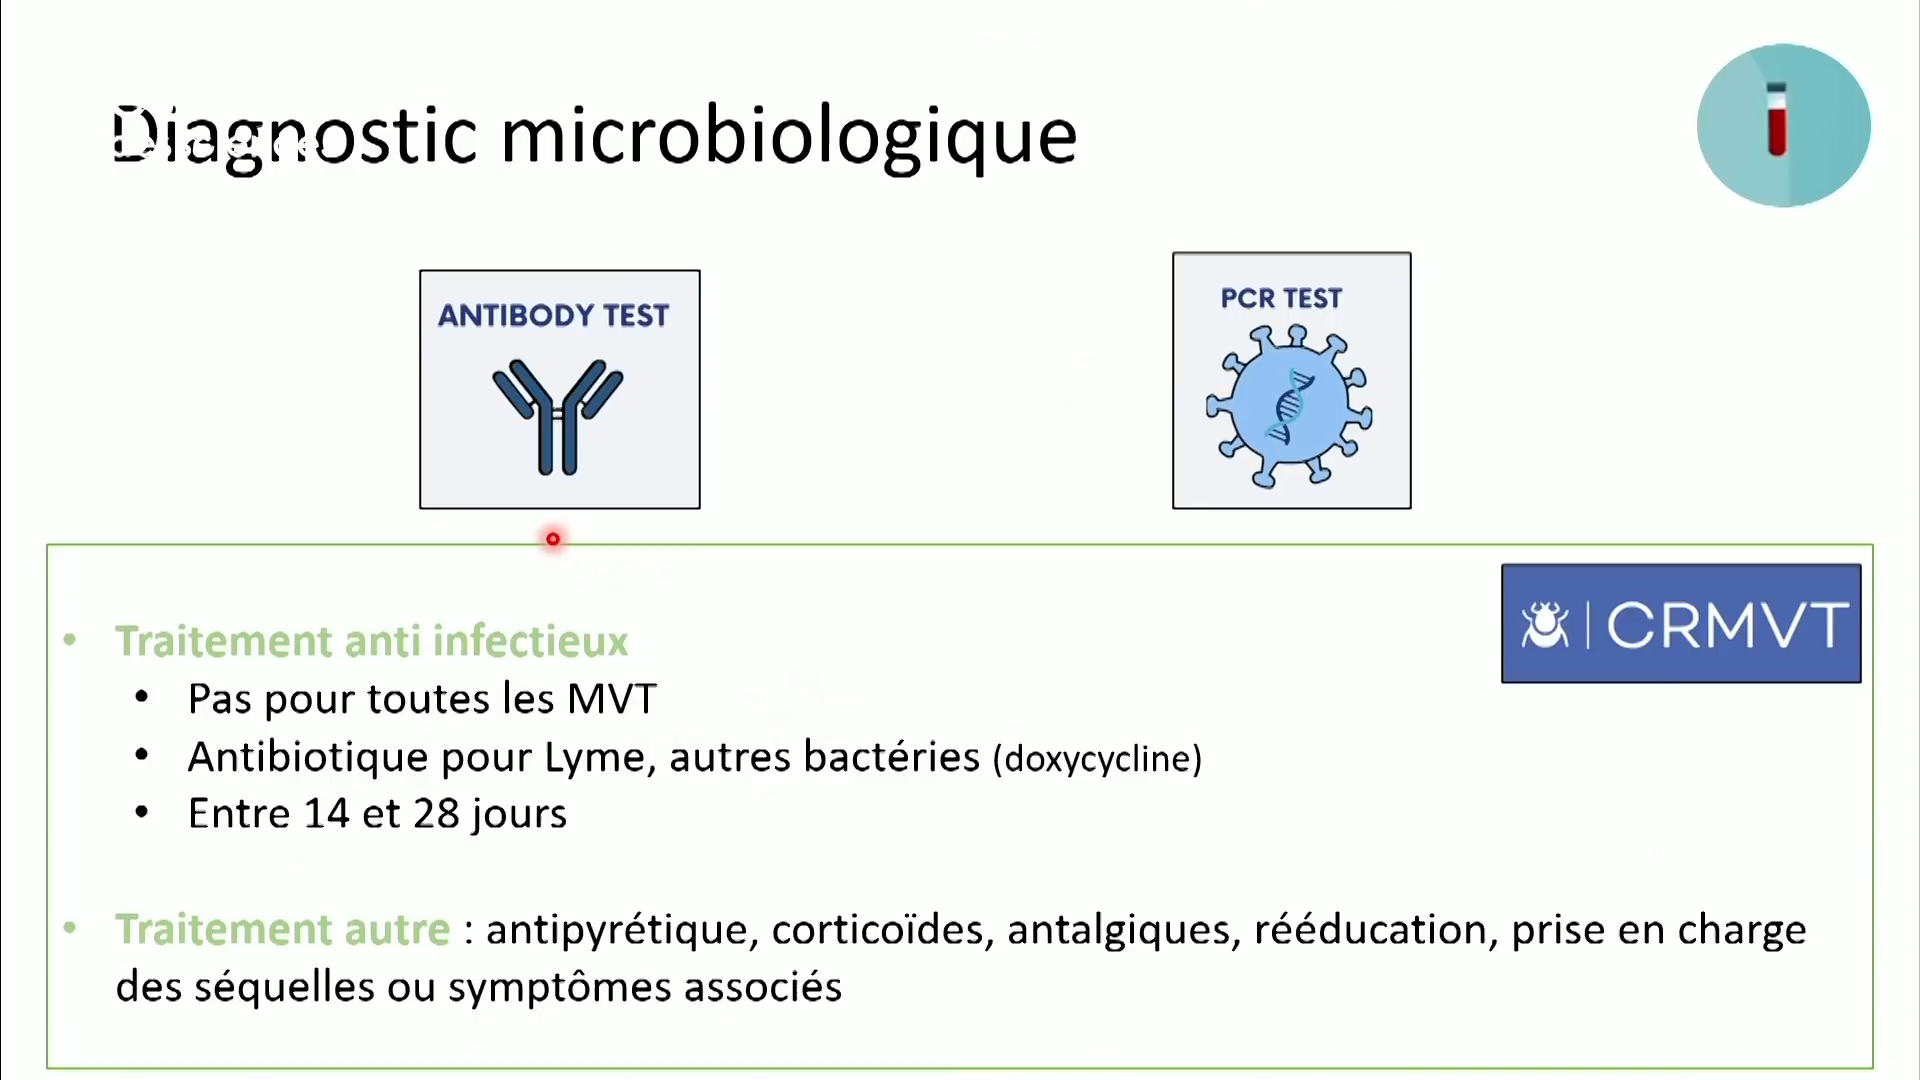 Diagnostic microbiologique
ANTIBODY TEST
PCR TEST
CRMVT
• Traitement anti infectieux
• Pas pour toutes les MVT
• Antibiotique pour Lyme, autres bactéries (doxycycline)
• Entre 14 et 28 jours
• Traitement autre : antipyrétique, corticoïdes, antalgiques, rééducation, prise en charge
des séquelles ou symptômes associés